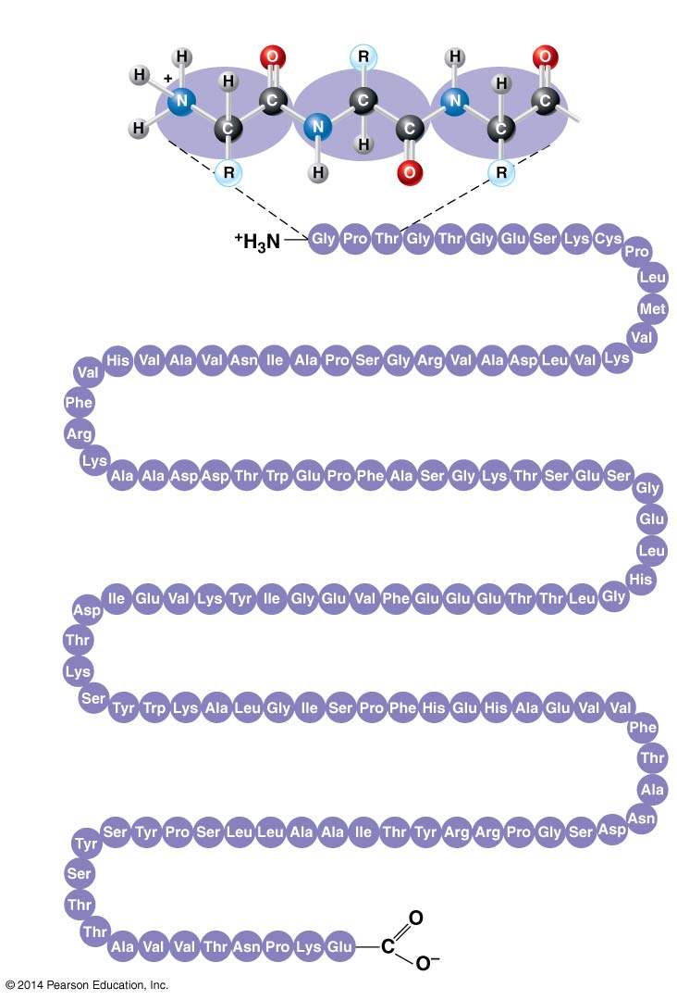 H O R H O
H + H H
N C C N C
H C N C C
H
R H O R
+H3N Gly Pro Thr Gly Thr Gly Glu Ser Lys Cys
Pro
Leu
Met
Val
Val His Val Ala Val Asn Ile Ala Pro Ser Gly Arg Val Ala Asp Leu Val Lys
Phe
Arg
Lys
Ala Ala Asp Asp Thr Trp Glu Pro Phe Ala Ser Gly Lys Thr Ser Glu Ser
Gly
Glu
Leu
His
Asp Ile Glu Val Lys Tyr Ile Gly Glu Val Phe Glu Glu Glu Thr Thr Leu Gly
Thr
Lys
Ser
Tyr Trp Lys Ala Leu Gly Ile Ser Pro Phe His Glu His Ala Glu Val Val
Phe
Thr
Ala
Asn
Tyr Ser Tyr Pro Ser Leu Leu Ala Ala Ile Thr Tyr Arg Arg Pro Gly Ser Asp
Ser
Thr
Thr
Ala Val Val Thr Asn Pro Lys Glu C
O
O−
© 2014 Pearson Education, Inc.